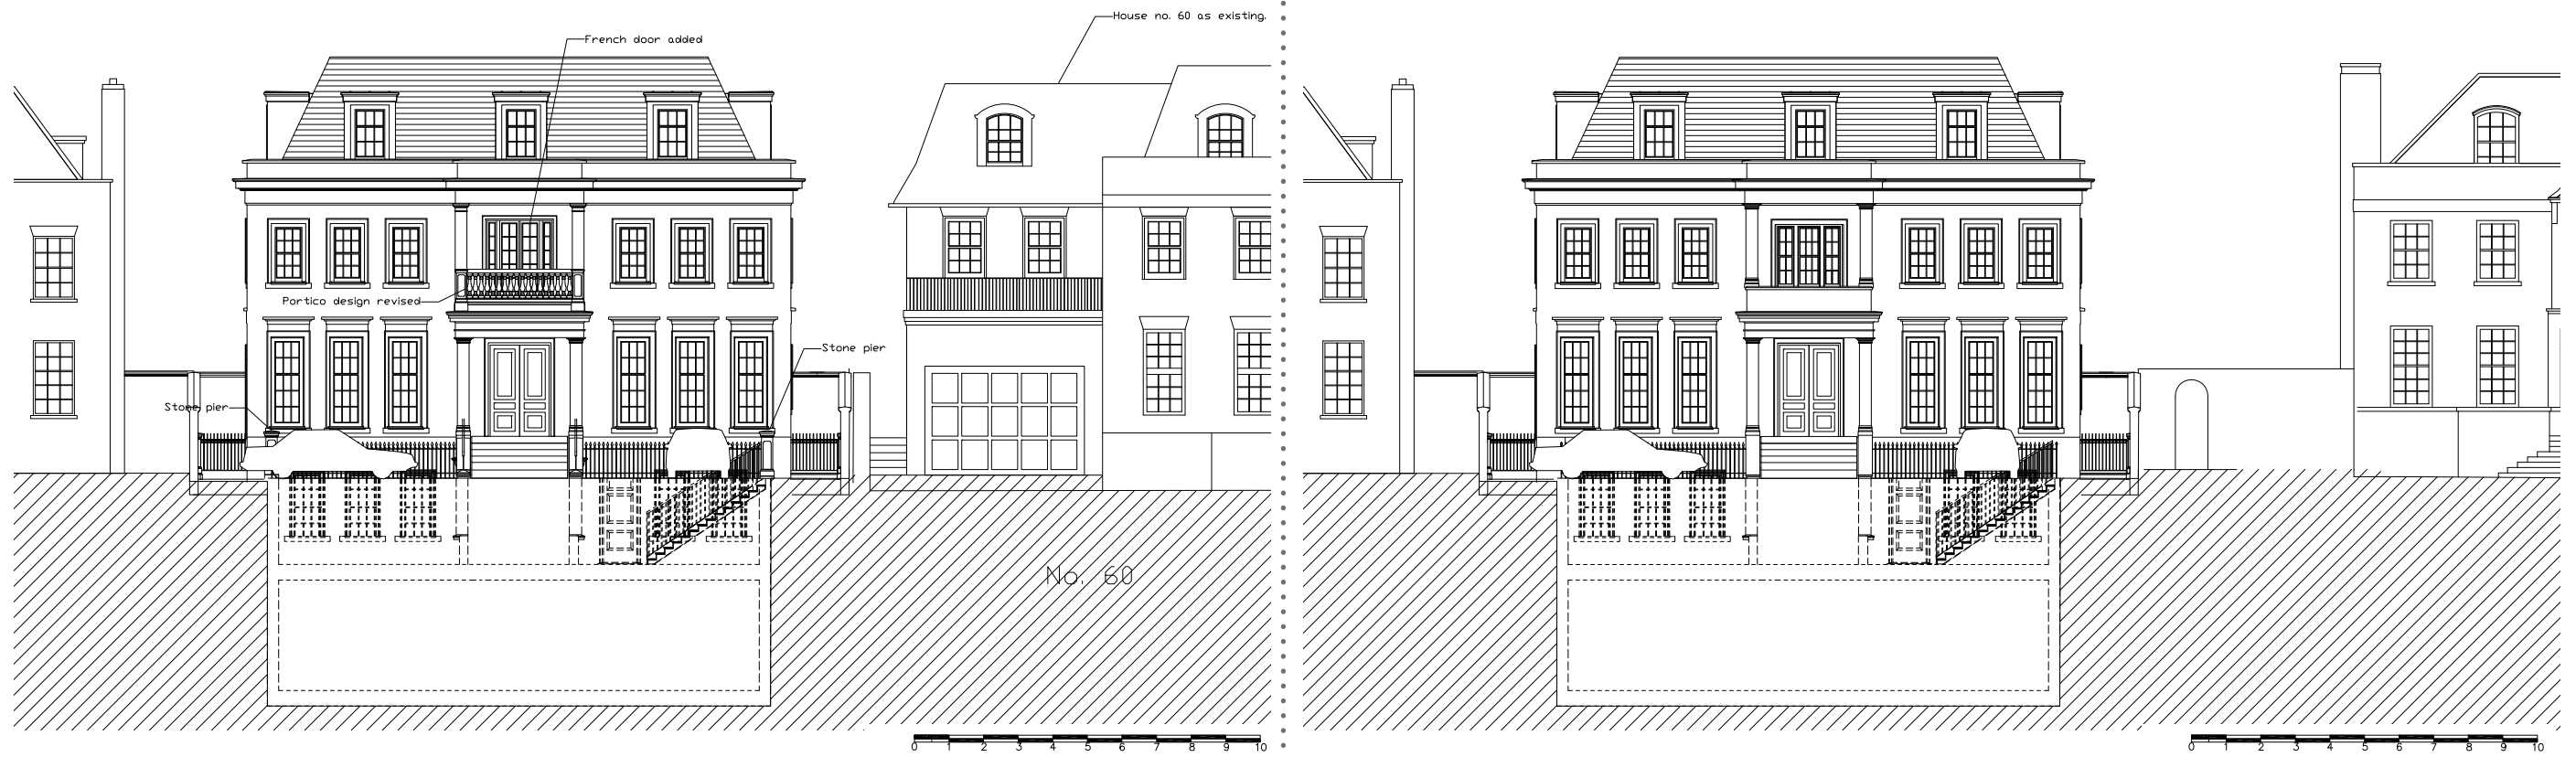 House no. 60 as existing.
French door added
Portico design revised
Stone pier
Stone pier
No. 60
0 1 2 3 4 5 6 7 8 9 10
0 1 2 3 4 5 6 7 8 9 10